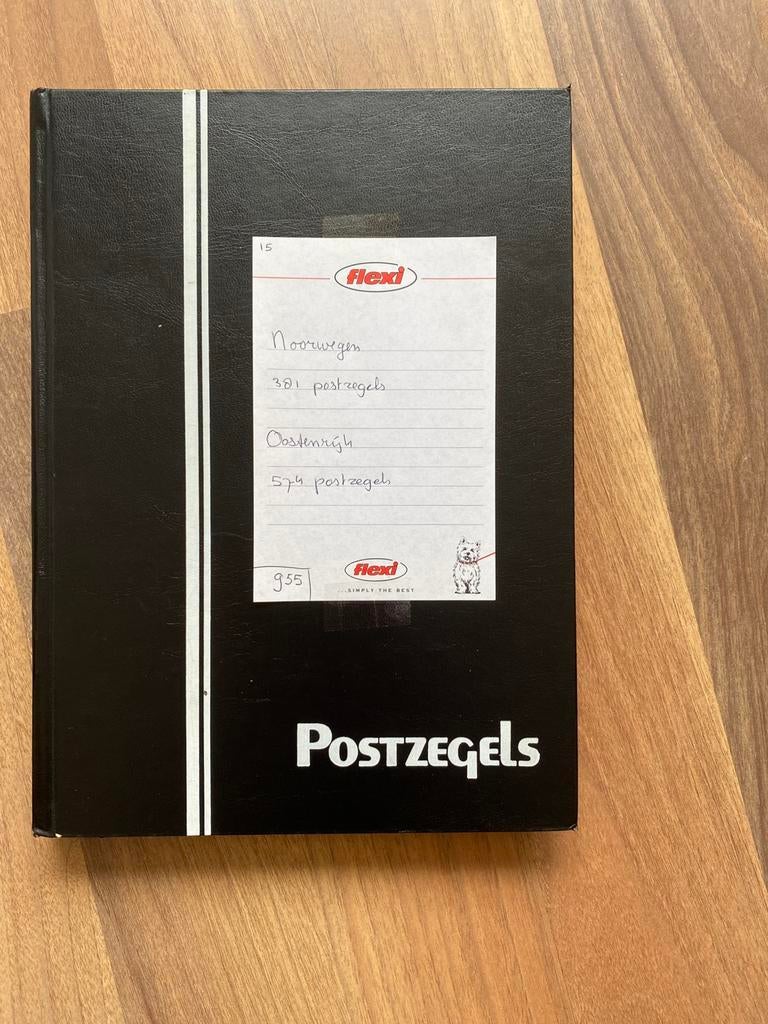 15
flexi
Noorwegen
381 postzegels
Oostenrijk
574 postzegels
955
flexi
...SIMPLY THE BEST
Postzegels